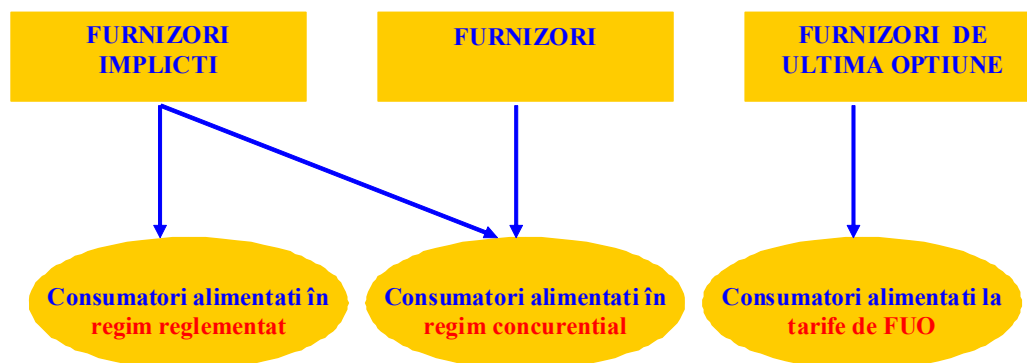 FURNIZORI
IMPLICTI
FURNIZORI
FURNIZORI DE
ULTIMA OPTIUNE
Consumatori alimentati în
regim reglementat
Consumatori alimentati în
regim concurential
Consumatori alimentati la
tarife de FUO